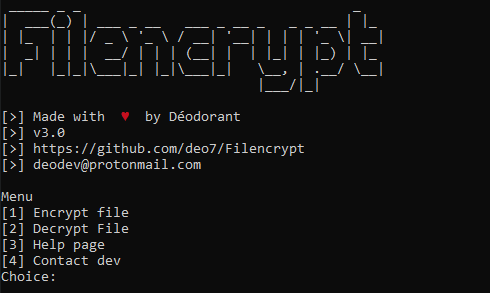 Filencrypt
[>] Made with ♥ by Déodorant
[>] v3.0
[>] https://github.com/deo7/Filencrypt
[>] deodev@protonmail.com
Menu
[1] Encrypt file
[2] Decrypt File
[3] Help page
[4] Contact dev
Choice: